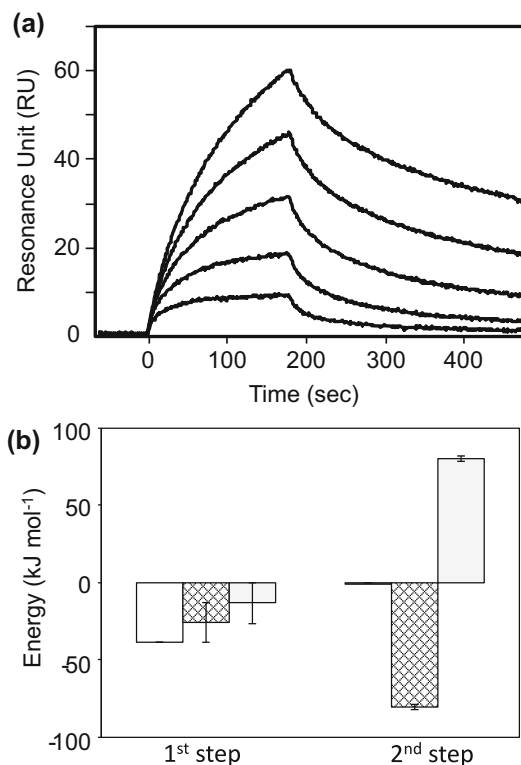 (a)
Resonance Unit (RU)
60
40
20
0
0 100 200 300 400
Time (sec)
(b)
Energy (kJ mol⁻¹)
100
50
0
-50
-100
1ˢᵗ step 2ⁿᵈ step